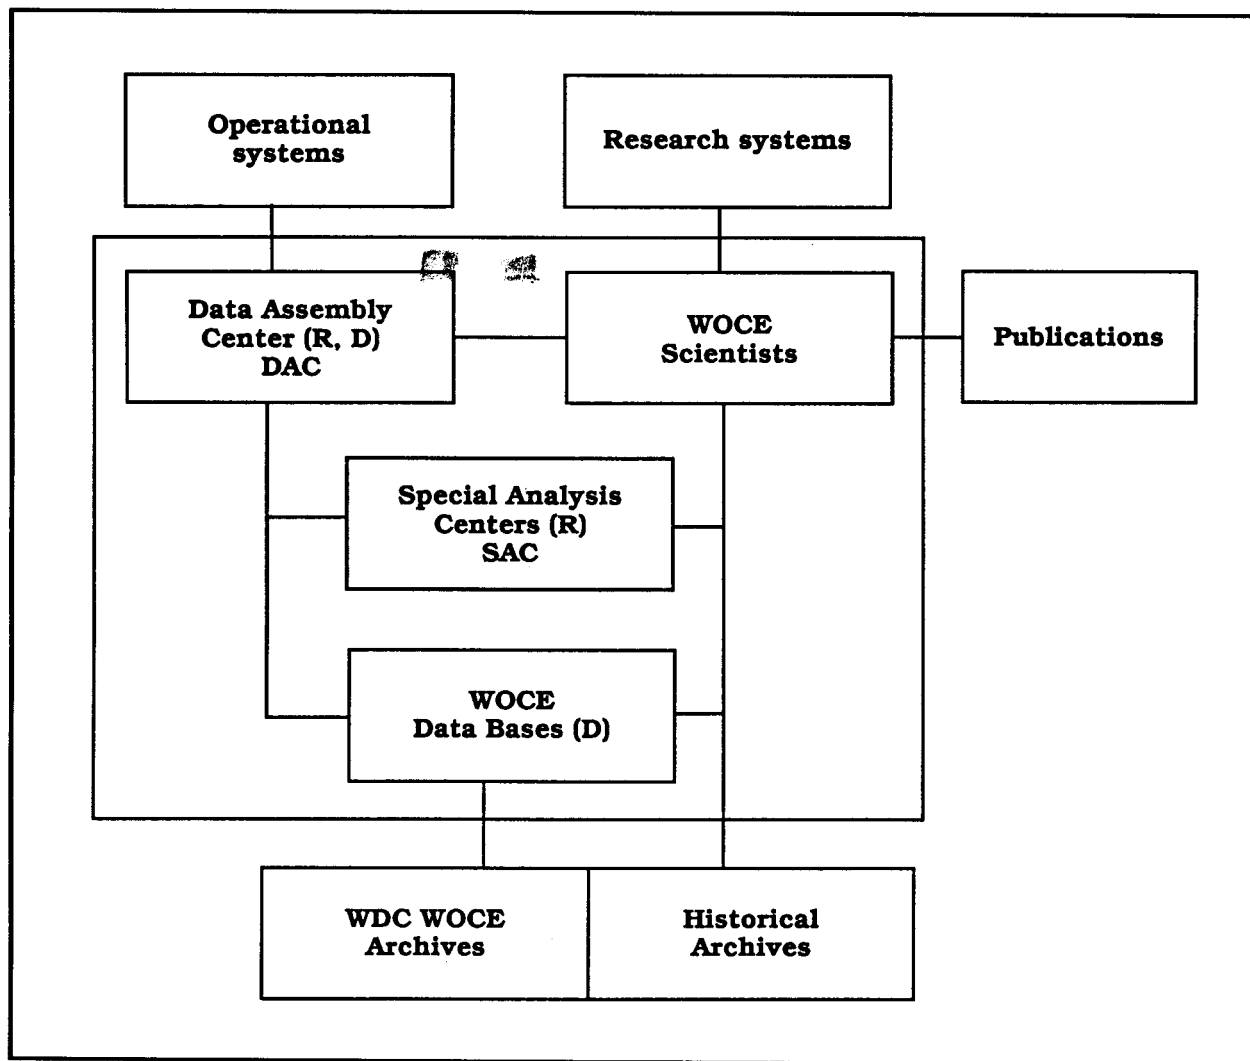 Operational
systems
Research systems
Data Assembly
Center (R, D)
DAC
WOCE
Scientists
Publications
Special Analysis
Centers (R)
SAC
WOCE
Data Bases (D)
WDC WOCE
Archives
Historical
Archives